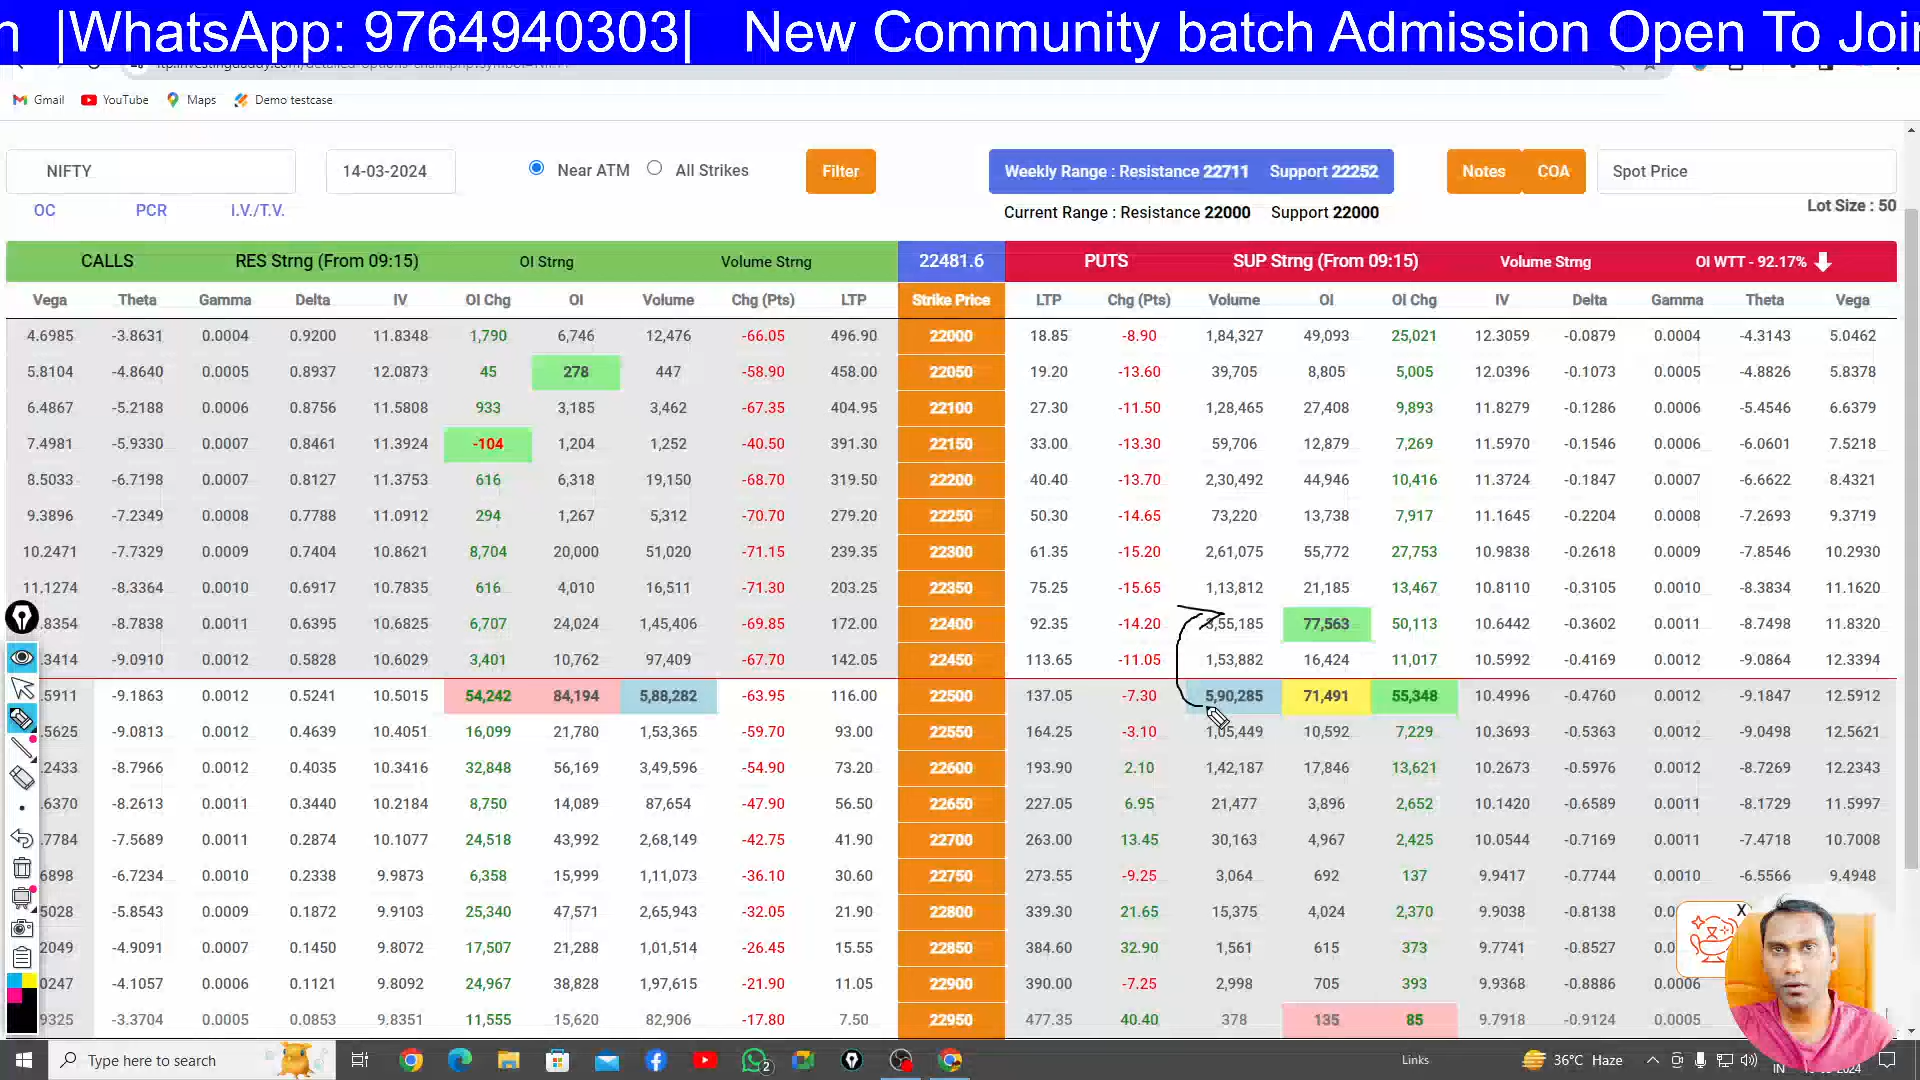 n |WhatsApp: 9764940303| New Community batch Admission Open To Join
Gmail YouTube Maps Demo testcase
NIFTY 14-03-2024 Near ATM All Strikes Filter Weekly Range : Resistance 22711 Support 22252 Notes COA Spot Price
OC PCR I.V./T.V. Current Range : Resistance 22000 Support 22000 Lot Size : 50
CALLS RES Strng (From 09:15) OI Strng Volume Strng 22481.6 PUTS SUP Strng (From 09:15) Volume Strng OI WTT - 92.17%
Vega Theta Gamma Delta IV OI Chg OI Volume Chg (Pts) LTP Strike Price LTP Chg (Pts) Volume OI OI Chg IV Delta Gamma Theta Vega
4.6985 -3.8631 0.0004 0.9200 11.8348 1,790 6,746 12,476 -66.05 496.90 22000 18.85 -8.90 1,84,327 49,093 25,021 12.3059 -0.0879 0.0004 -4.3143 5.0462
5.8104 -4.8640 0.0005 0.8937 12.0873 45 278 447 -58.90 458.00 22050 19.20 -13.60 39,705 8,805 5,005 12.0396 -0.1073 0.0005 -4.8826 5.8378
6.4867 -5.2188 0.0006 0.8756 11.5808 933 3,185 3,462 -67.35 404.95 22100 27.30 -11.50 1,28,465 27,408 9,893 11.8279 -0.1286 0.0006 -5.4546 6.6379
7.4981 -5.9330 0.0007 0.8461 11.3924 -104 1,204 1,252 -40.50 391.30 22150 33.00 -13.30 59,706 12,879 7,269 11.5970 -0.1546 0.0006 -6.0601 7.5218
8.5033 -6.7198 0.0007 0.8127 11.3753 616 6,318 19,150 -68.70 319.50 22200 40.40 -13.70 2,30,492 44,946 10,416 11.3724 -0.1847 0.0007 -6.6622 8.4321
9.3896 -7.2349 0.0008 0.7788 11.0912 294 1,267 5,312 -70.70 279.20 22250 50.30 -14.65 73,220 13,738 7,917 11.1645 -0.2204 0.0008 -7.2693 9.3719
10.2471 -7.7329 0.0009 0.7404 10.8621 8,704 20,000 51,020 -71.15 239.35 22300 61.35 -15.20 2,61,075 55,772 27,753 10.9838 -0.2618 0.0009 -7.8546 10.2930
11.1274 -8.3364 0.0010 0.6917 10.7835 616 4,010 16,511 -71.30 203.25 22350 75.25 -15.65 1,13,812 21,185 13,467 10.8110 -0.3105 0.0010 -8.3834 11.1620
.8354 -8.7838 0.0011 0.6395 10.6825 6,707 24,024 1,45,406 -69.85 172.00 22400 92.35 -14.20 3,55,185 77,563 50,113 10.6442 -0.3602 0.0011 -8.7498 11.8320
.3414 -9.0910 0.0012 0.5828 10.6029 3,401 10,762 97,409 -67.70 142.05 22450 113.65 -11.05 1,53,882 16,424 11,017 10.5992 -0.4169 0.0012 -9.0864 12.3394
.5911 -9.1863 0.0012 0.5241 10.5015 54,242 84,194 5,88,282 -63.95 116.00 22500 137.05 -7.30 5,90,285 71,491 55,348 10.4996 -0.4760 0.0012 -9.1847 12.5912
.5625 -9.0813 0.0012 0.4639 10.4051 16,099 21,780 1,53,365 -59.70 93.00 22550 164.25 -3.10 1,05,449 10,592 7,229 10.3693 -0.5363 0.0012 -9.0498 12.5621
.2433 -8.7966 0.0012 0.4035 10.3416 32,848 56,169 3,49,596 -54.90 73.20 22600 193.90 2.10 1,42,187 17,846 13,621 10.2673 -0.5976 0.0012 -8.7269 12.2343
.6370 -8.2613 0.0011 0.3440 10.2184 8,750 14,089 87,654 -47.90 56.50 22650 227.05 6.95 21,477 3,896 2,652 10.1420 -0.6589 0.0011 -8.1729 11.5997
.7784 -7.5689 0.0011 0.2874 10.1077 24,518 43,992 2,68,149 -42.75 41.90 22700 263.00 13.45 30,163 4,967 2,425 10.0544 -0.7169 0.0011 -7.4718 10.7008
.6898 -6.7234 0.0010 0.2338 9.9873 6,358 15,999 1,11,073 -36.10 30.60 22750 273.55 -9.25 3,064 692 137 9.9417 -0.7744 0.0010 -6.5566 9.4948
.5028 -5.8543 0.0009 0.1872 9.9103 25,340 47,571 2,65,943 -32.05 21.90 22800 339.30 21.65 15,375 4,024 2,370 9.9038 -0.8138 0.00 X
2049 -4.9091 0.0007 0.1450 9.8072 17,507 21,288 1,01,514 -26.45 15.55 22850 384.60 32.90 1,561 615 373 9.7741 -0.8527 0.0
0247 -4.1057 0.0006 0.1121 9.8092 24,967 38,828 1,97,615 -21.90 11.05 22900 390.00 -7.25 2,998 705 393 9.9368 -0.8886 0.0006
9325 -3.3704 0.0005 0.0853 9.8351 11,555 15,620 82,906 -17.80 7.50 22950 477.35 40.40 378 135 85 9.7918 -0.9124 0.0005
Type here to search 2 Links 36°C Haze IN